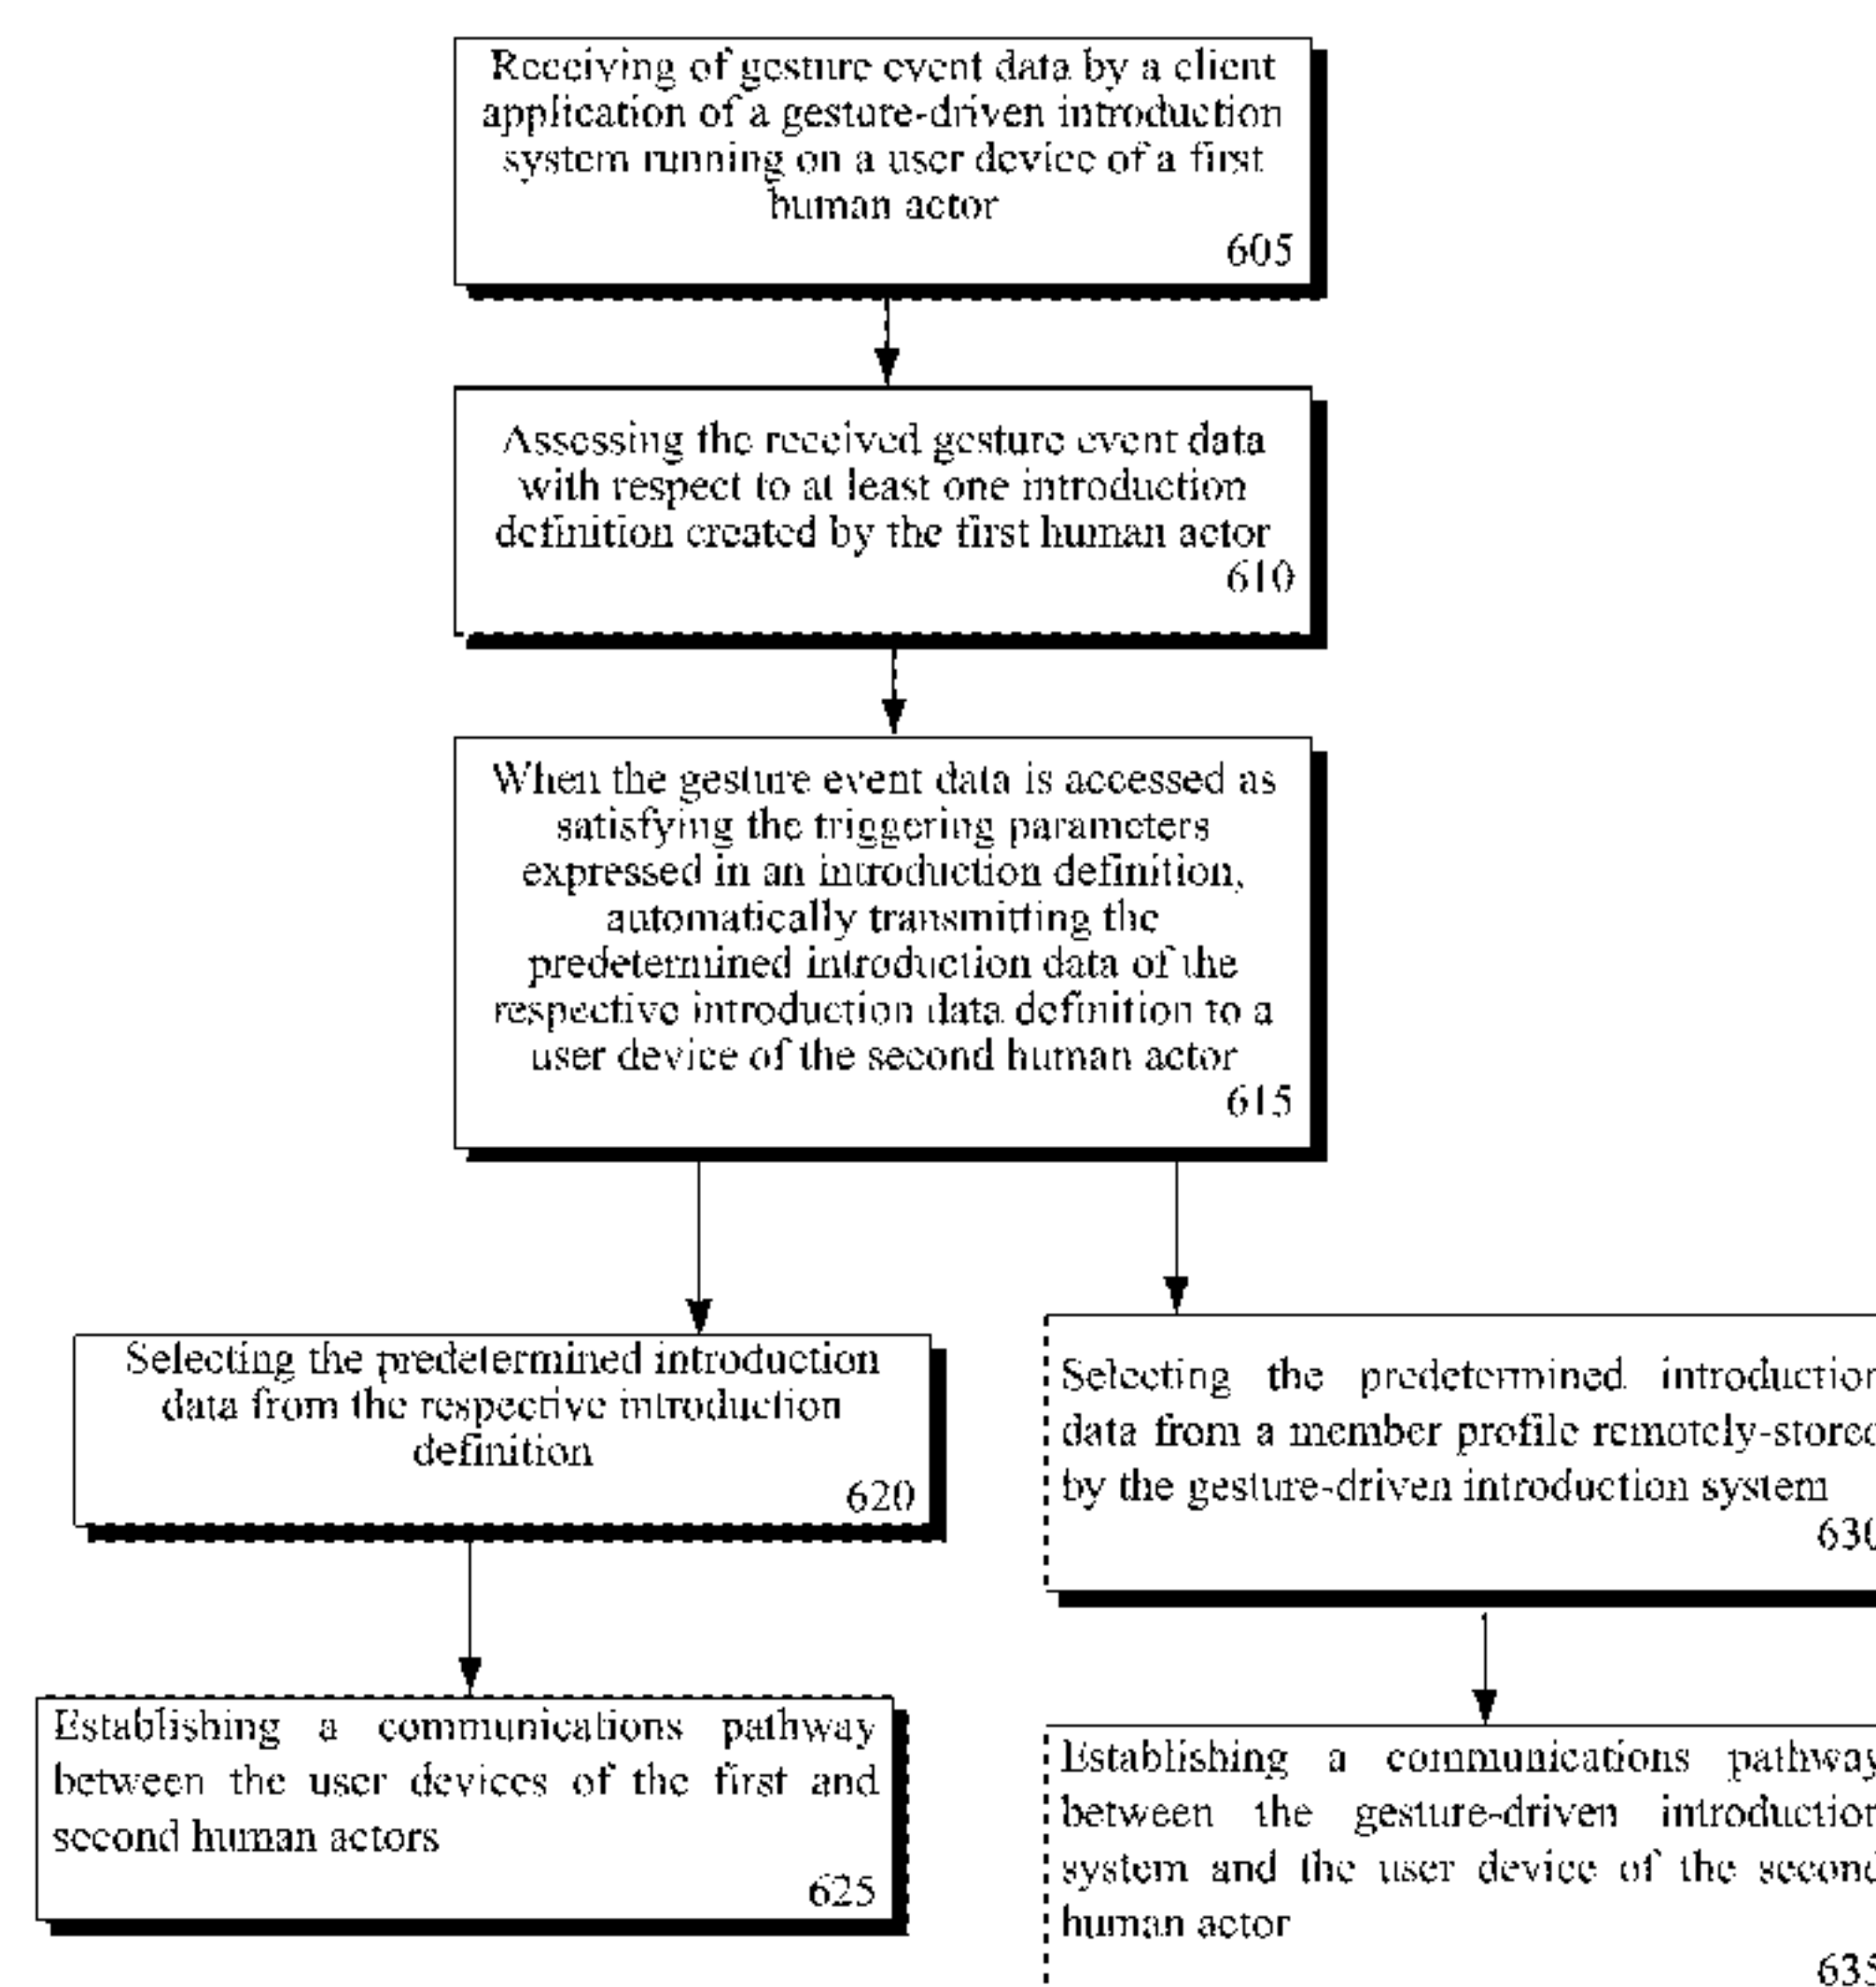 Receiving of gesture event data by a client
application of a gesture-driven introduction
system running on a user device of a first
human actor
605
Assessing the received gesture event data
with respect to at least one introduction
definition created by the first human actor
610
When the gesture event data is accessed as
satisfying the triggering parameters
expressed in an introduction definition,
automatically transmitting the
predetermined introduction data of the
respective introduction data definition to a
user device of the second human actor
615
Selecting the predetermined introduction
data from the respective introduction
definition
620
Establishing a communications pathway
between the user devices of the first and
second human actors
625
Selecting the predetermined introduction
data from a member profile remotely-stored
by the gesture-driven introduction system
630
Establishing a communications pathway
between the gesture-driven introduction
system and the user device of the second
human actor
635